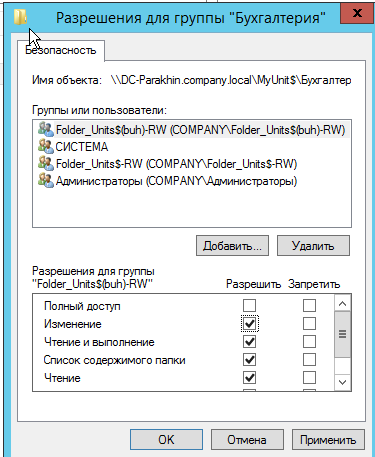 Разрешения для группы "Бухгалтерия"
Безопасность
Имя объекта: \\DC-Parakhin.company.local\MyUnit$\Бухгалтер
Группы или пользователи:
Folder_Units$(buh)-RW (COMPANY\Folder_Units$(buh)-RW)
СИСТЕМА
Folder_Units$-RW (COMPANY\Folder_Units$-RW)
Администраторы (COMPANY\Администраторы)
Добавить... Удалить
Разрешения для группы
"Folder_Units$(buh)-RW" Разрешить Запретить
Полный доступ
Изменение
Чтение и выполнение
Список содержимого папки
Чтение
OK Отмена Применить